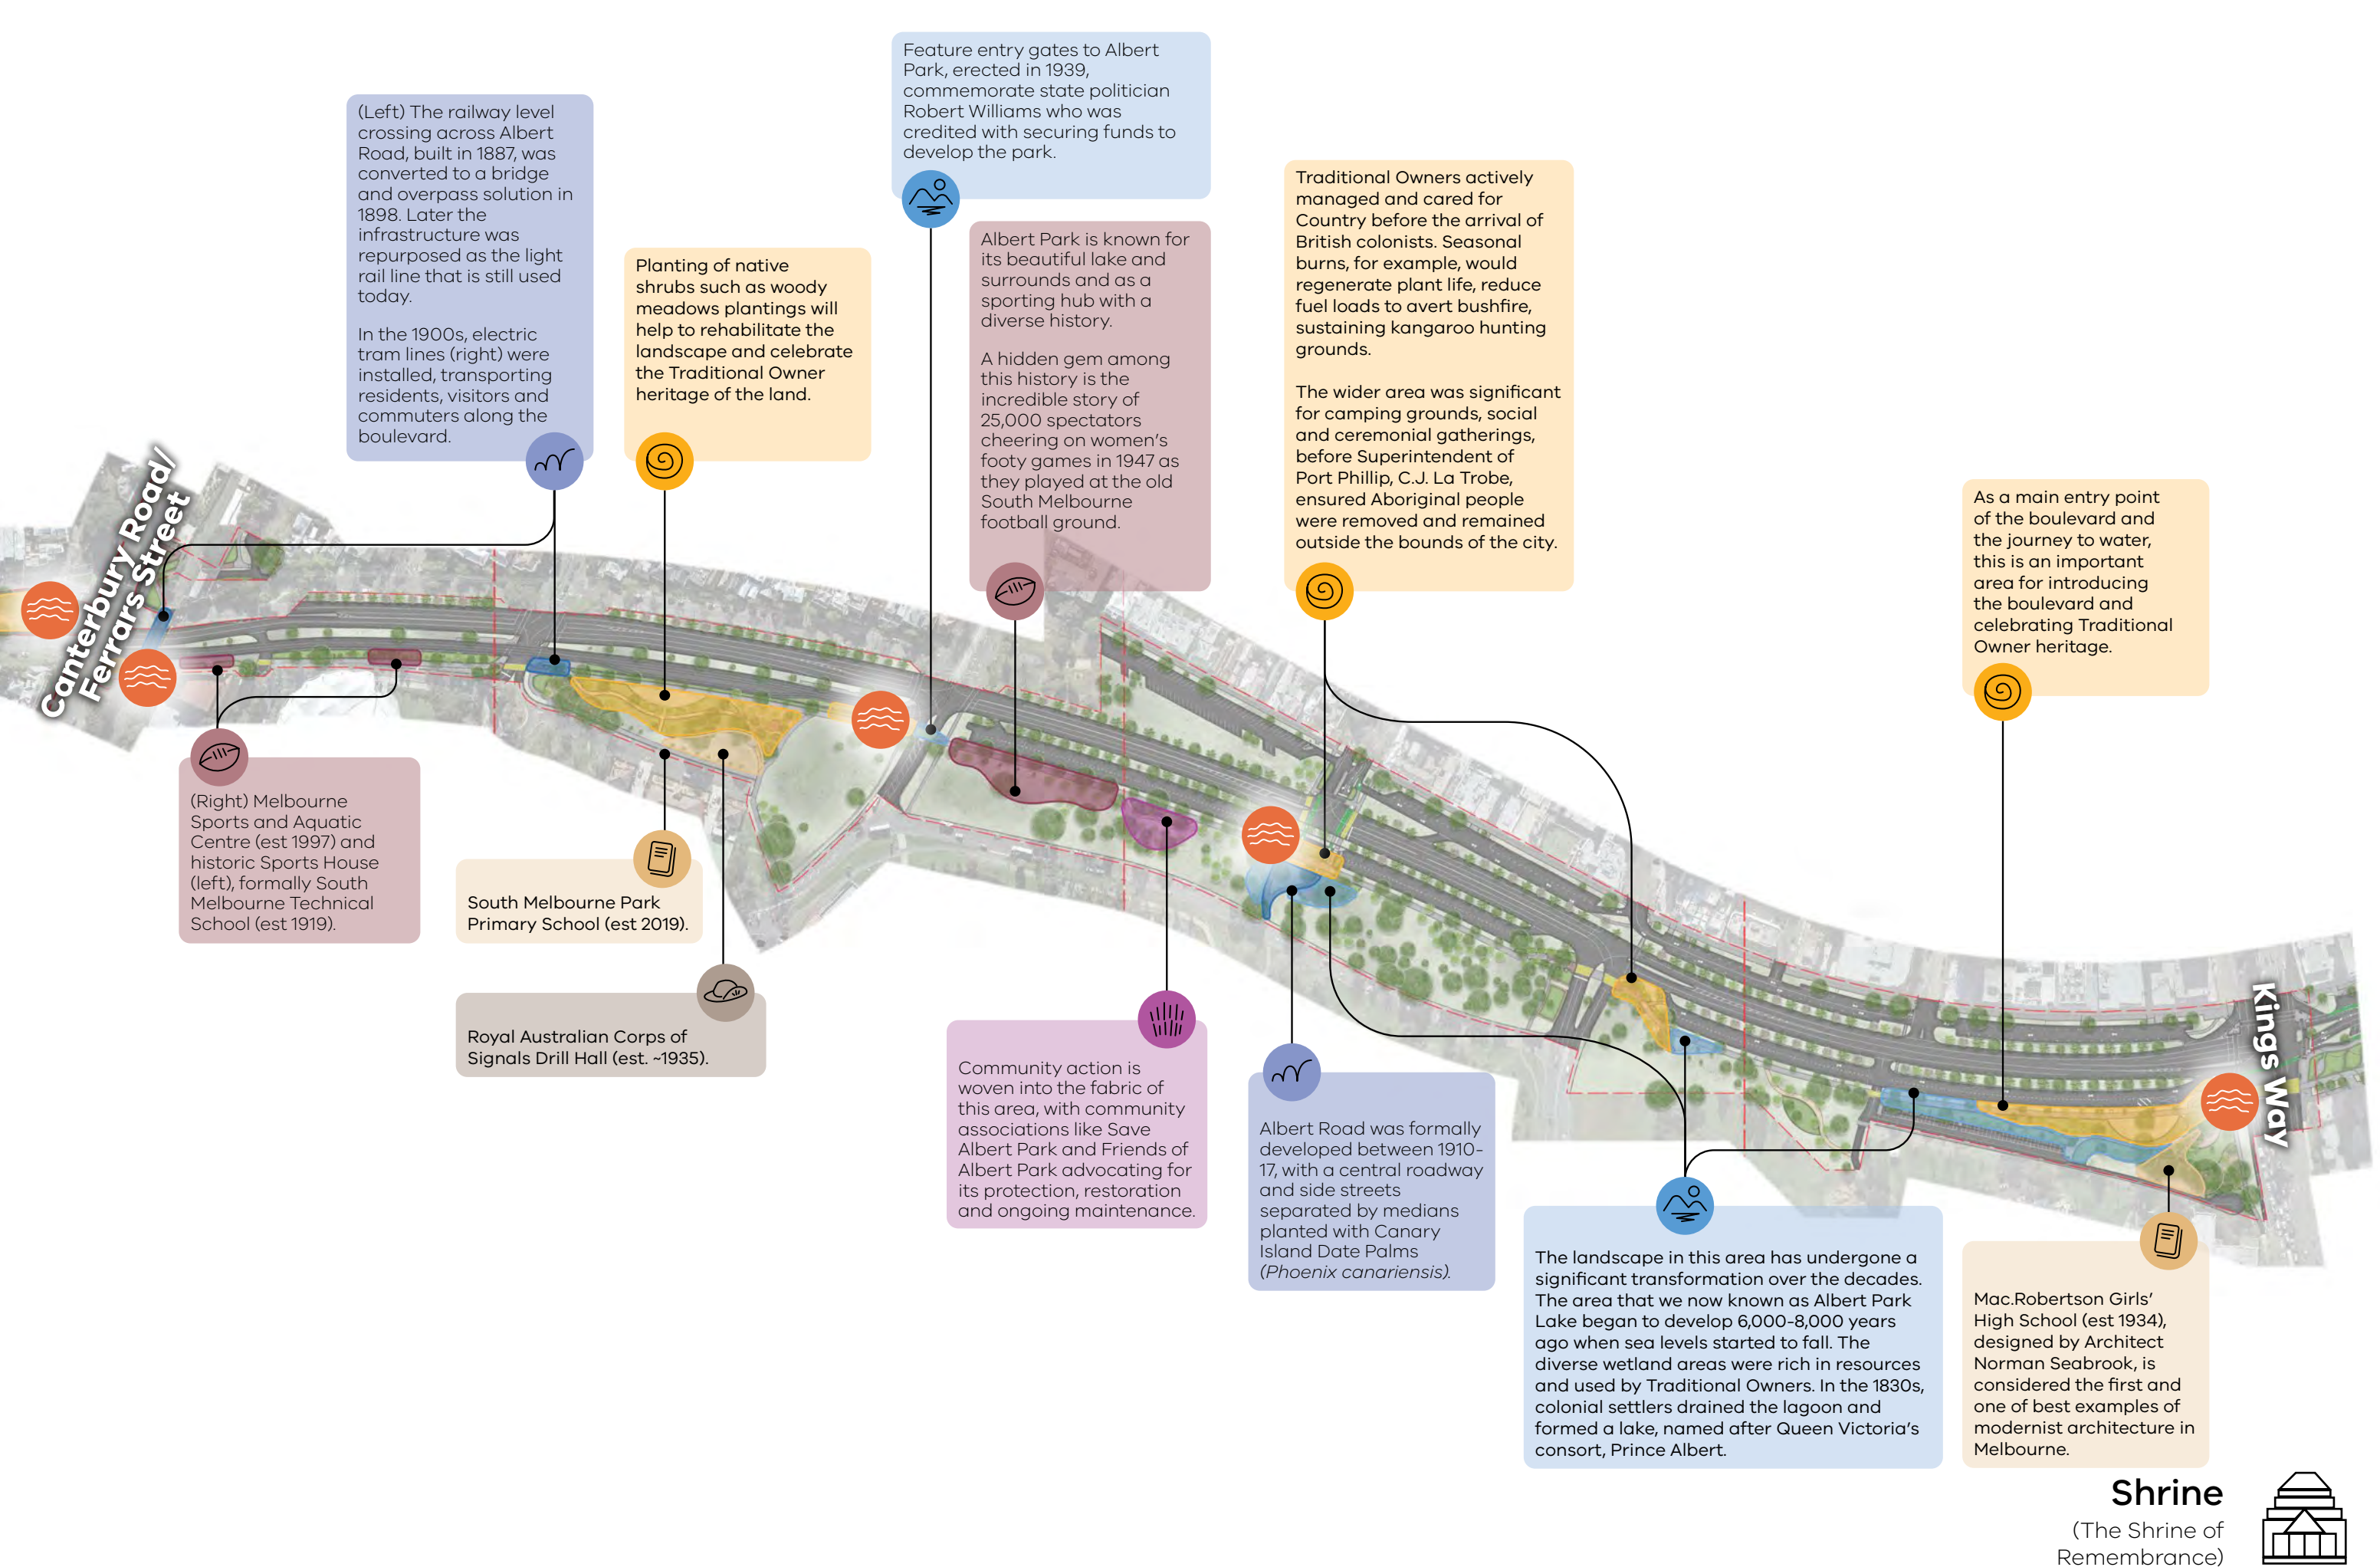 Feature entry gates to Albert
Park, erected in 1939,
commemorate state politician
Robert Williams who was
credited with securing funds to
develop the park.
(Left) The railway level
crossing across Albert
Road, built in 1887, was
converted to a bridge
and overpass solution in
1898. Later the
infrastructure was
repurposed as the light
rail line that is still used
today.
In the 1900s, electric
tram lines (right) were
installed, transporting
residents, visitors and
commuters along the
boulevard.
Planting of native
shrubs such as woody
meadows plantings will
help to rehabilitate the
landscape and celebrate
the Traditional Owner
heritage of the land.
Albert Park is known for
its beautiful lake and
surrounds and as a
sporting hub with a
diverse history.
A hidden gem among
this history is the
incredible story of
25,000 spectators
cheering on women's
footy games in 1947 as
they played at the old
South Melbourne
football ground.
Traditional Owners actively
managed and cared for
Country before the arrival of
British colonists. Seasonal
burns, for example, would
regenerate plant life, reduce
fuel loads to avert bushfire,
sustaining kangaroo hunting
grounds.
The wider area was significant
for camping grounds, social
and ceremonial gatherings,
before Superintendent of
Port Phillip, C.J. La Trobe,
ensured Aboriginal people
were removed and remained
outside the bounds of the city.
As a main entry point
of the boulevard and
the journey to water,
this is an important
area for introducing
the boulevard and
celebrating Traditional
Owner heritage.
Canterbury Road/
Ferrars Street
(Right) Melbourne
Sports and Aquatic
Centre (est 1997) and
historic Sports House
(left), formally South
Melbourne Technical
School (est 1919).
South Melbourne Park
Primary School (est 2019).
Royal Australian Corps of
Signals Drill Hall (est. ~1935).
Community action is
woven into the fabric of
this area, with community
associations like Save
Albert Park and Friends of
Albert Park advocating for
its protection, restoration
and ongoing maintenance.
Albert Road was formally
developed between 1910-
17, with a central roadway
and side streets
separated by medians
planted with Canary
Island Date Palms
(Phoenix canariensis).
Kings Way
The landscape in this area has undergone a
significant transformation over the decades.
The area that we now known as Albert Park
Lake began to develop 6,000-8,000 years
ago when sea levels started to fall. The
diverse wetland areas were rich in resources
and used by Traditional Owners. In the 1830s,
colonial settlers drained the lagoon and
formed a lake, named after Queen Victoria's
consort, Prince Albert.
Mac.Robertson Girls'
High School (est 1934),
designed by Architect
Norman Seabrook, is
considered the first and
one of best examples of
modernist architecture in
Melbourne.
Shrine
(The Shrine of
Remembrance)